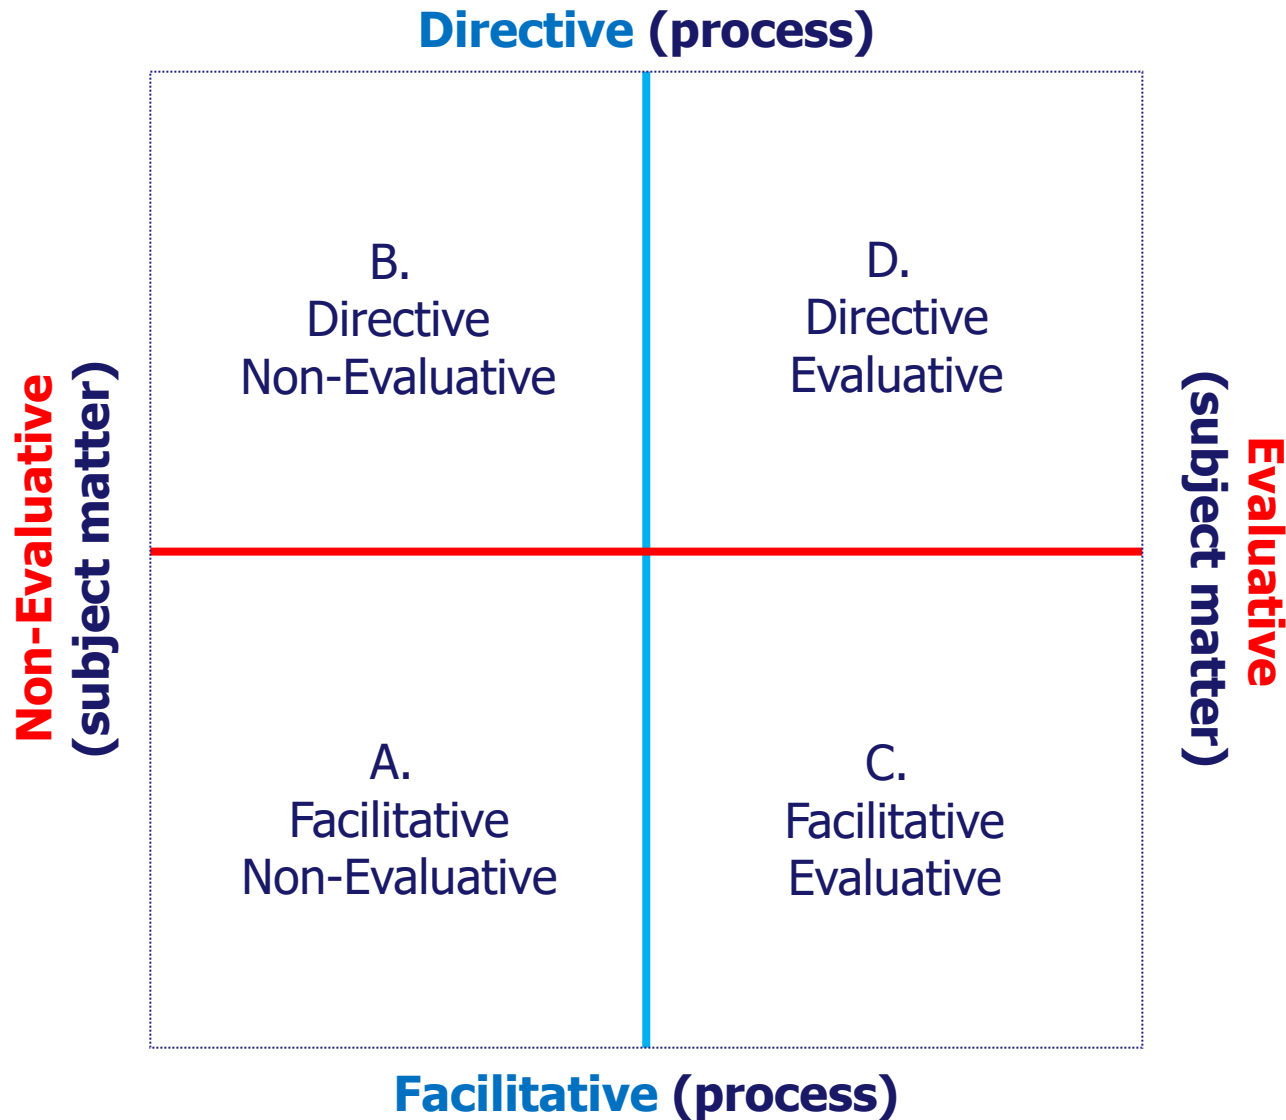 Directive (process)
B.
Directive
Non-Evaluative
D.
Directive
Evaluative
Non-Evaluative
(subject matter)
Evaluative
(subject matter)
A.
Facilitative
Non-Evaluative
C.
Facilitative
Evaluative
Facilitative (process)